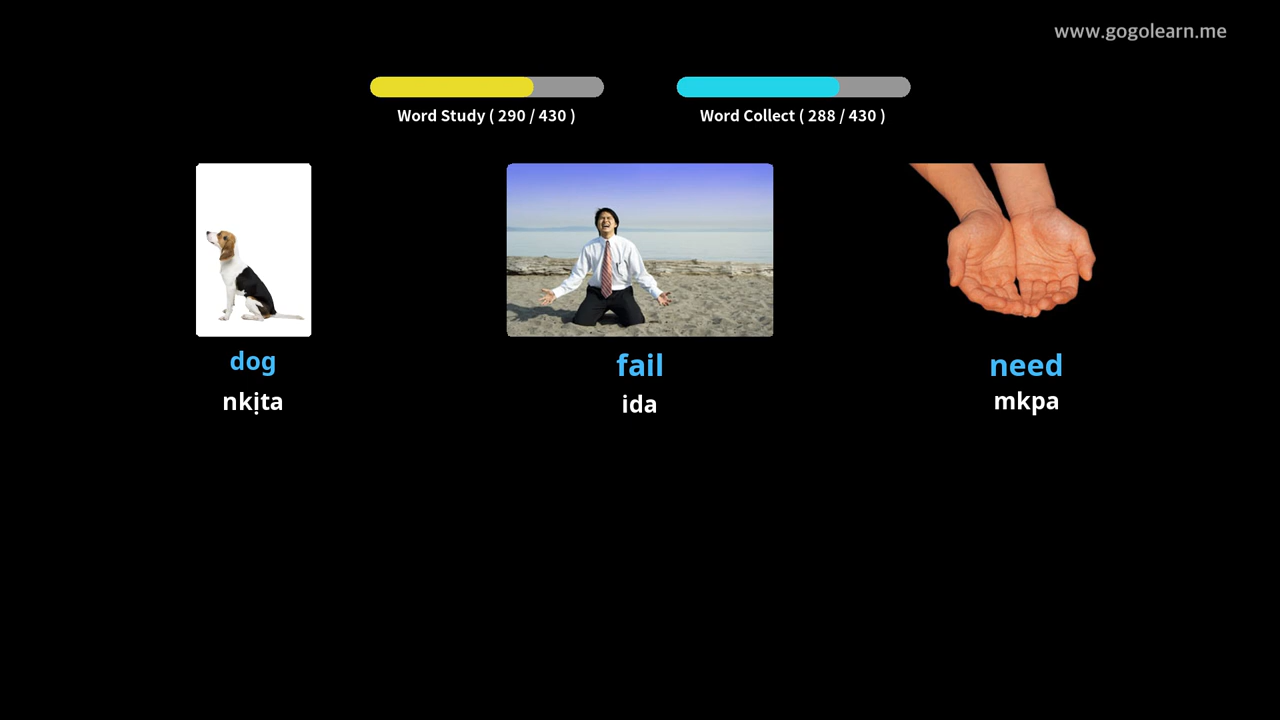 www.gogolearn.me
Word Study ( 290 / 430 )
Word Collect ( 288 / 430 )
dog
nkịta
fail
ida
need
mkpa